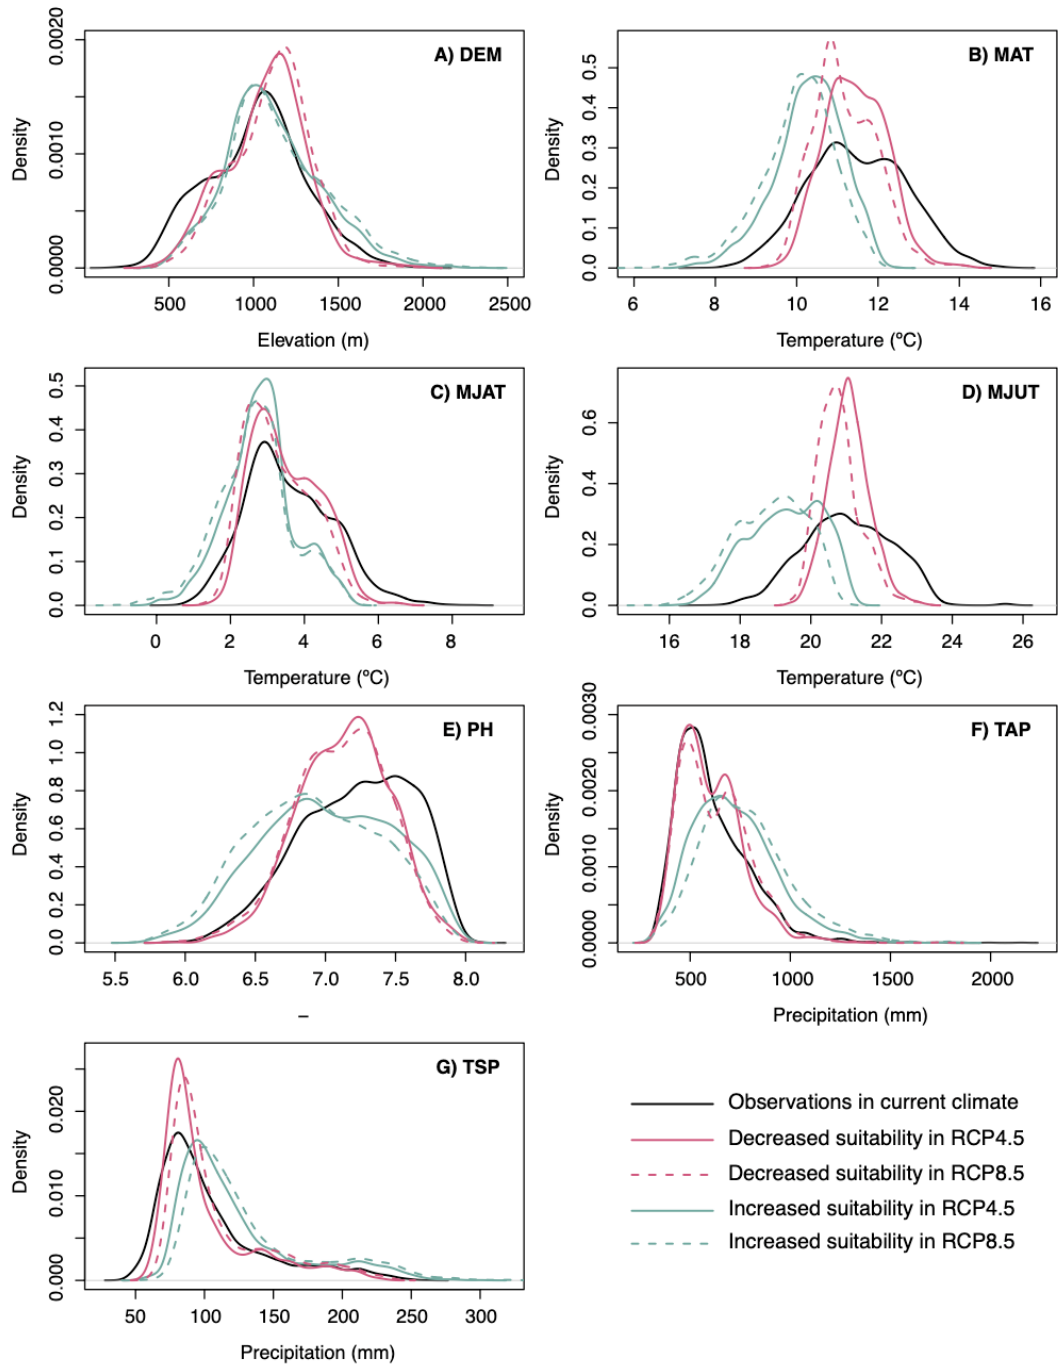 A) DEM
Density
0.0000
0.0010
0.0020
500
1000
1500
2000
2500
Elevation (m)
B) MAT
Density
0.0
0.1
0.2
0.3
0.4
0.5
6
8
10
12
14
16
Temperature (ºC)
C) MJAT
Density
0.0
0.1
0.2
0.3
0.4
0.5
0
2
4
6
8
Temperature (ºC)
D) MJUT
Density
0.0
0.2
0.4
0.6
16
18
20
22
24
26
Temperature (ºC)
E) PH
Density
0.0
0.2
0.4
0.6
0.8
1.0
1.2
5.5
6.0
6.5
7.0
7.5
8.0
–
F) TAP
Density
0.0000
0.0010
0.0020
0.0030
500
1000
1500
2000
Precipitation (mm)
G) TSP
Density
0.000
0.010
0.020
50
100
150
200
250
300
Precipitation (mm)
Observations in current climate
Decreased suitability in RCP4.5
Decreased suitability in RCP8.5
Increased suitability in RCP4.5
Increased suitability in RCP8.5